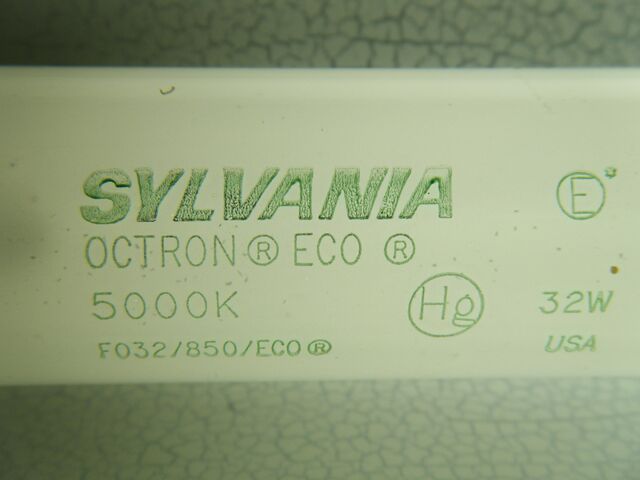 SYLVANIA E*
OCTRON® ECO ®
5000K Hg 32W
FO32/850/ECO® USA